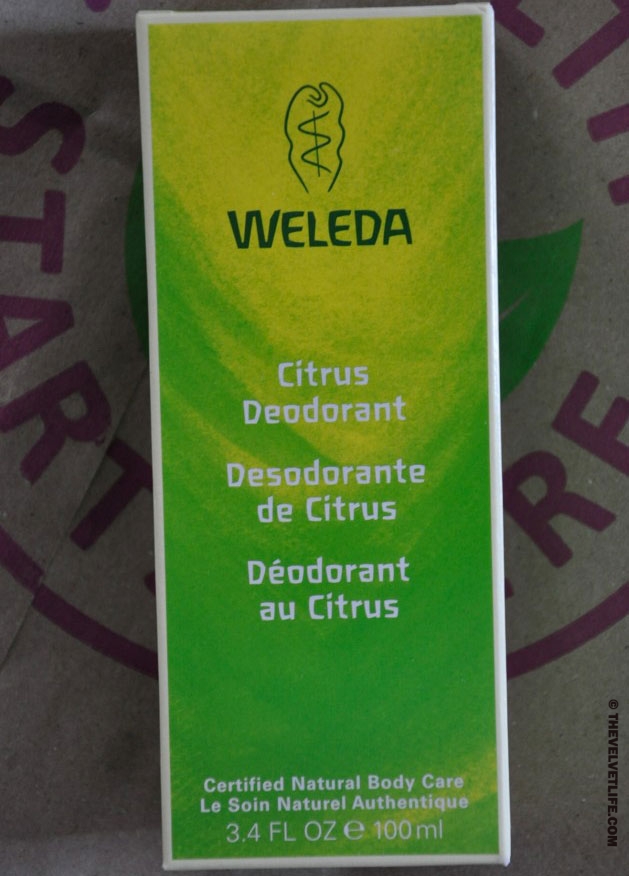 WELEDA
Citrus
Deodorant
Desodorante
de Citrus
Déodorant
au Citrus
Certified Natural Body Care
Le Soin Naturel Authentique
3.4 FL OZ e 100 ml
START
© THEVELVETLIFE.COM